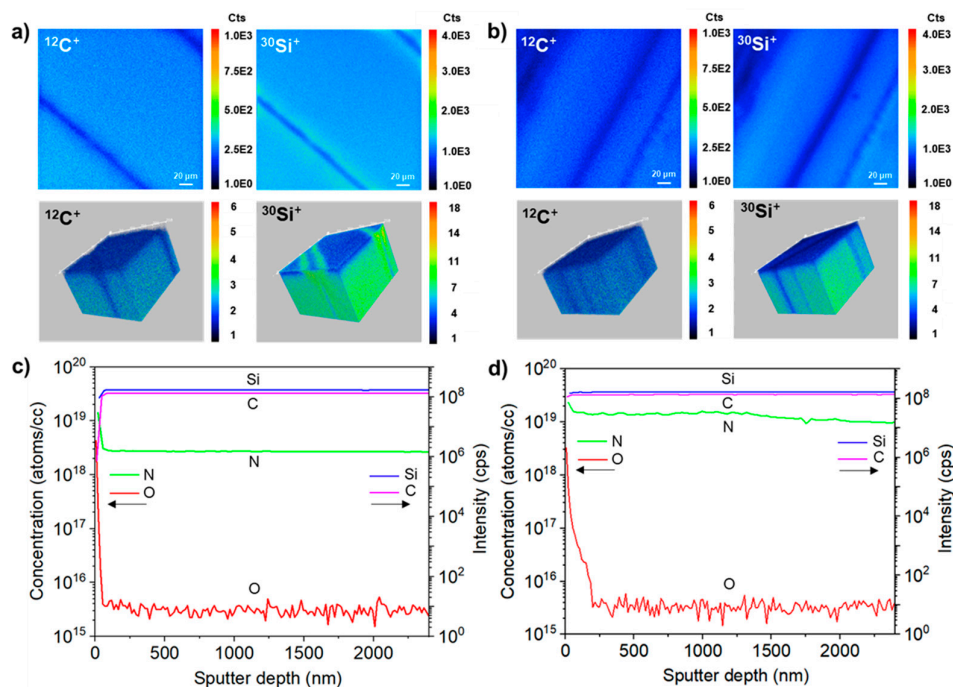 a)
12C+
Cts
1.0E3
7.5E2
5.0E2
2.5E2
1.0E0
20 µm
30Si+
Cts
4.0E3
3.0E3
2.0E3
1.0E3
1.0E0
20 µm
b)
12C+
Cts
1.0E3
7.5E2
5.0E2
2.5E2
1.0E0
20 µm
30Si+
Cts
4.0E3
3.0E3
2.0E3
1.0E3
1.0E0
20 µm
12C+
6
5
4
3
2
1
30Si+
18
14
11
7
4
1
12C+
6
5
4
3
2
1
30Si+
18
14
11
7
4
1
c)
Concentration (atoms/cc)
10^20
10^19
10^18
10^17
10^16
10^15
Si
C
N
N
O
Si
C
O
10^8
10^6
10^4
10^2
10^0
Intensity (cps)
0 500 1000 1500 2000
Sputter depth (nm)
d)
Concentration (atoms/cc)
10^20
10^19
10^18
10^17
10^16
10^15
Si
C
N
N
O
Si
C
O
10^8
10^6
10^4
10^2
10^0
Intensity (cps)
0 500 1000 1500 2000
Sputter depth (nm)